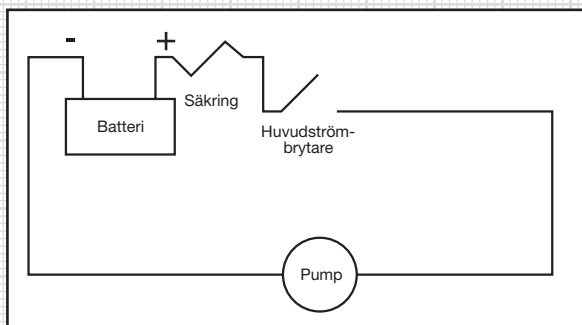 - +
Säkring
Batteri
Huvudström-
brytare
Pump